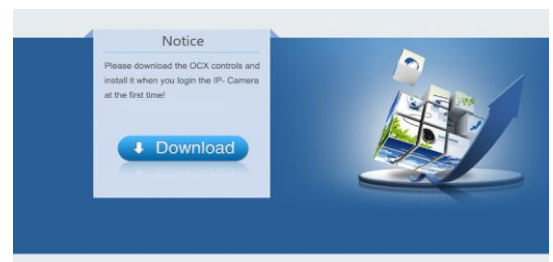 Notice
Please download the OCX controls and
install it when you login the IP- Camera
at the first time!
Download